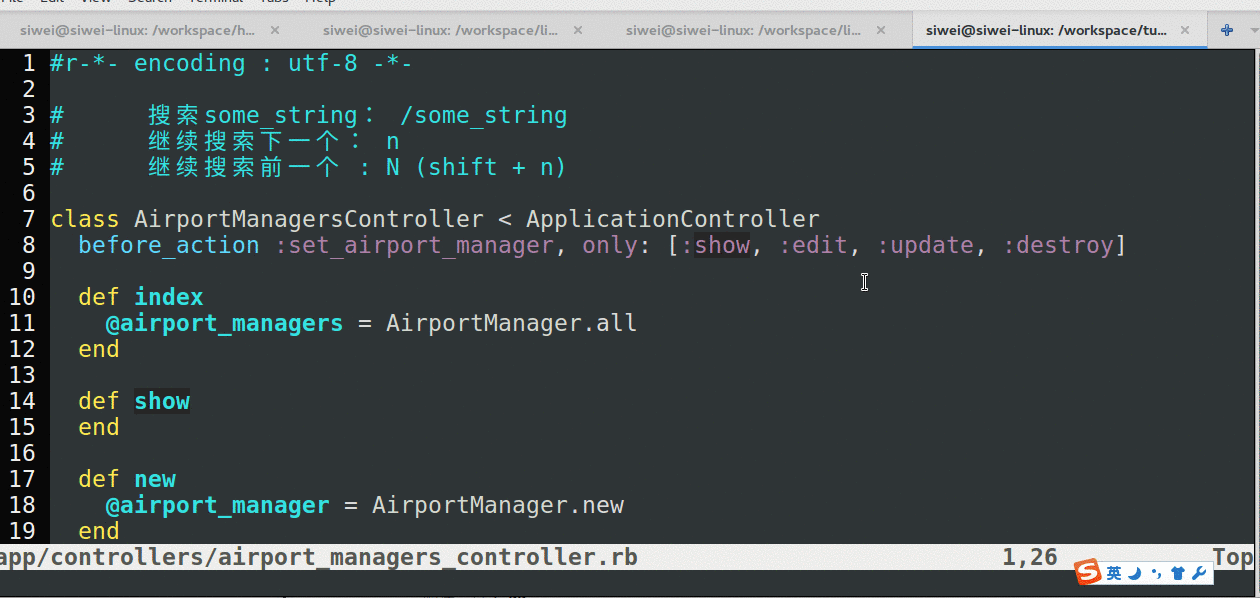 siwei@siwei-linux: /workspace/h... siwei@siwei-linux: /workspace/li... siwei@siwei-linux: /workspace/li... siwei@siwei-linux: /workspace/tu...
1 #r-*- encoding : utf-8 -*-
2
3 # 搜索some_string： /some_string
4 # 继续搜索下一个： n
5 # 继续搜索前一个 : N (shift + n)
6
7 class AirportManagersController < ApplicationController
8 before_action :set_airport_manager, only: [:show, :edit, :update, :destroy]
9
10 def index
11 @airport_managers = AirportManager.all
12 end
13
14 def show
15 end
16
17 def new
18 @airport_manager = AirportManager.new
19 end
app/controllers/airport_managers_controller.rb 1,26 Top
英